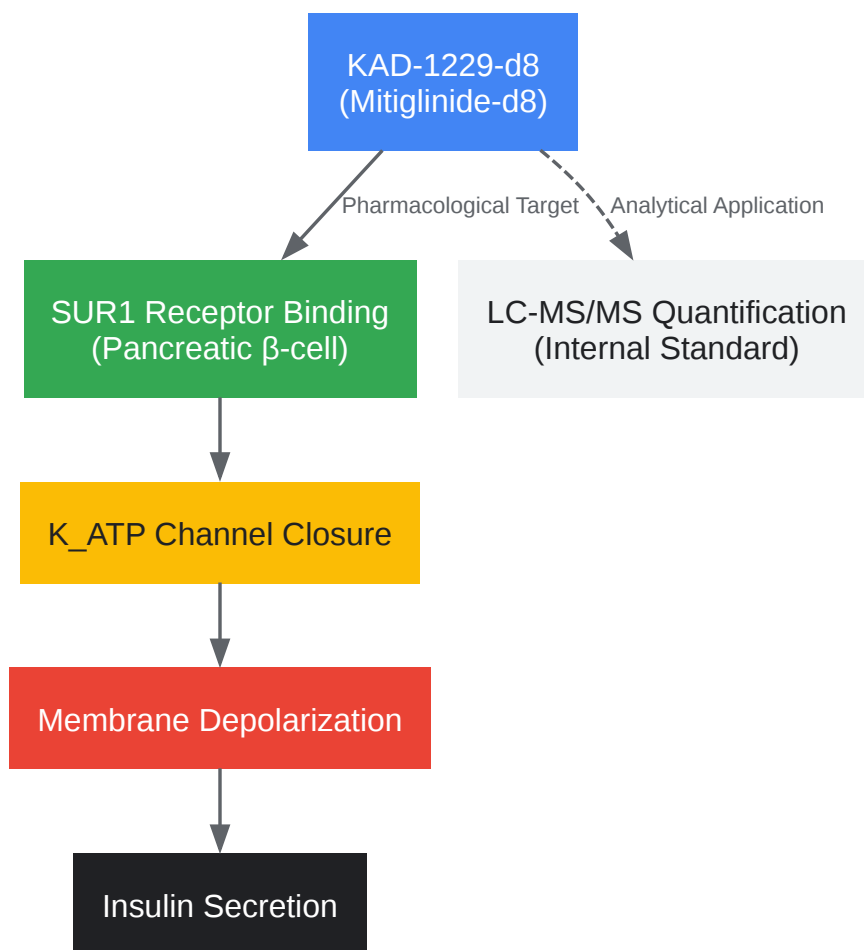 KAD-1229-d8
(Mitiglinide-d8)
Pharmacological Target
Analytical Application
SUR1 Receptor Binding
(Pancreatic β-cell)
LC-MS/MS Quantification
(Internal Standard)
K_ATP Channel Closure
Membrane Depolarization
Insulin Secretion